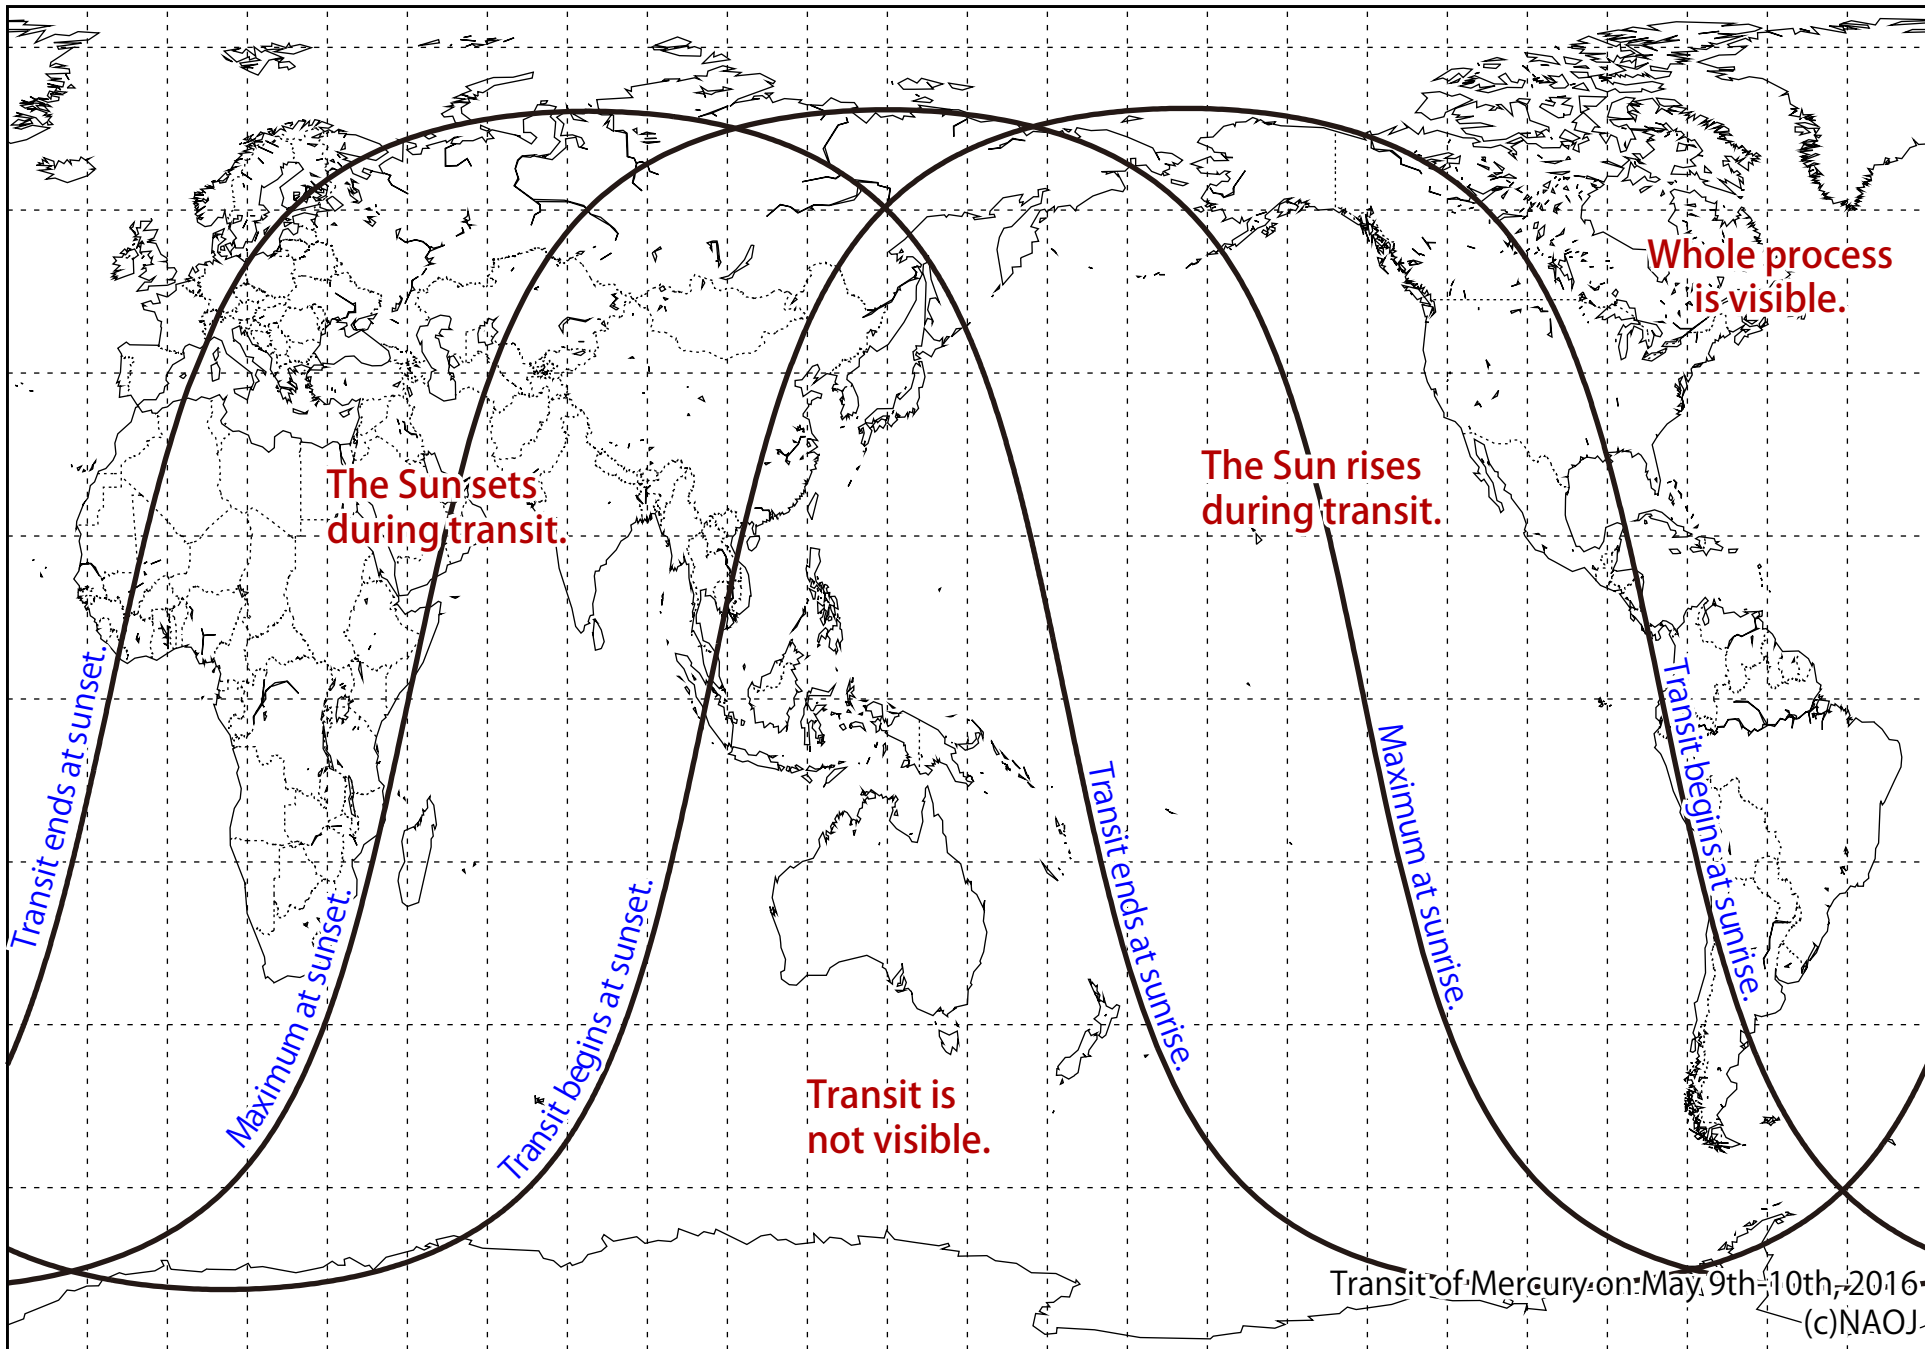 Whole process
is visible.
The Sun sets
during transit.
The Sun rises
during transit.
Transit ends at sunset.
Maximum at sunset.
Transit begins at sunset.
Transit ends at sunrise.
Maximum at sunrise.
Transit begins at sunrise.
Transit is
not visible.
Transit of Mercury on May 9th-10th, 2016
(c)NAOJ